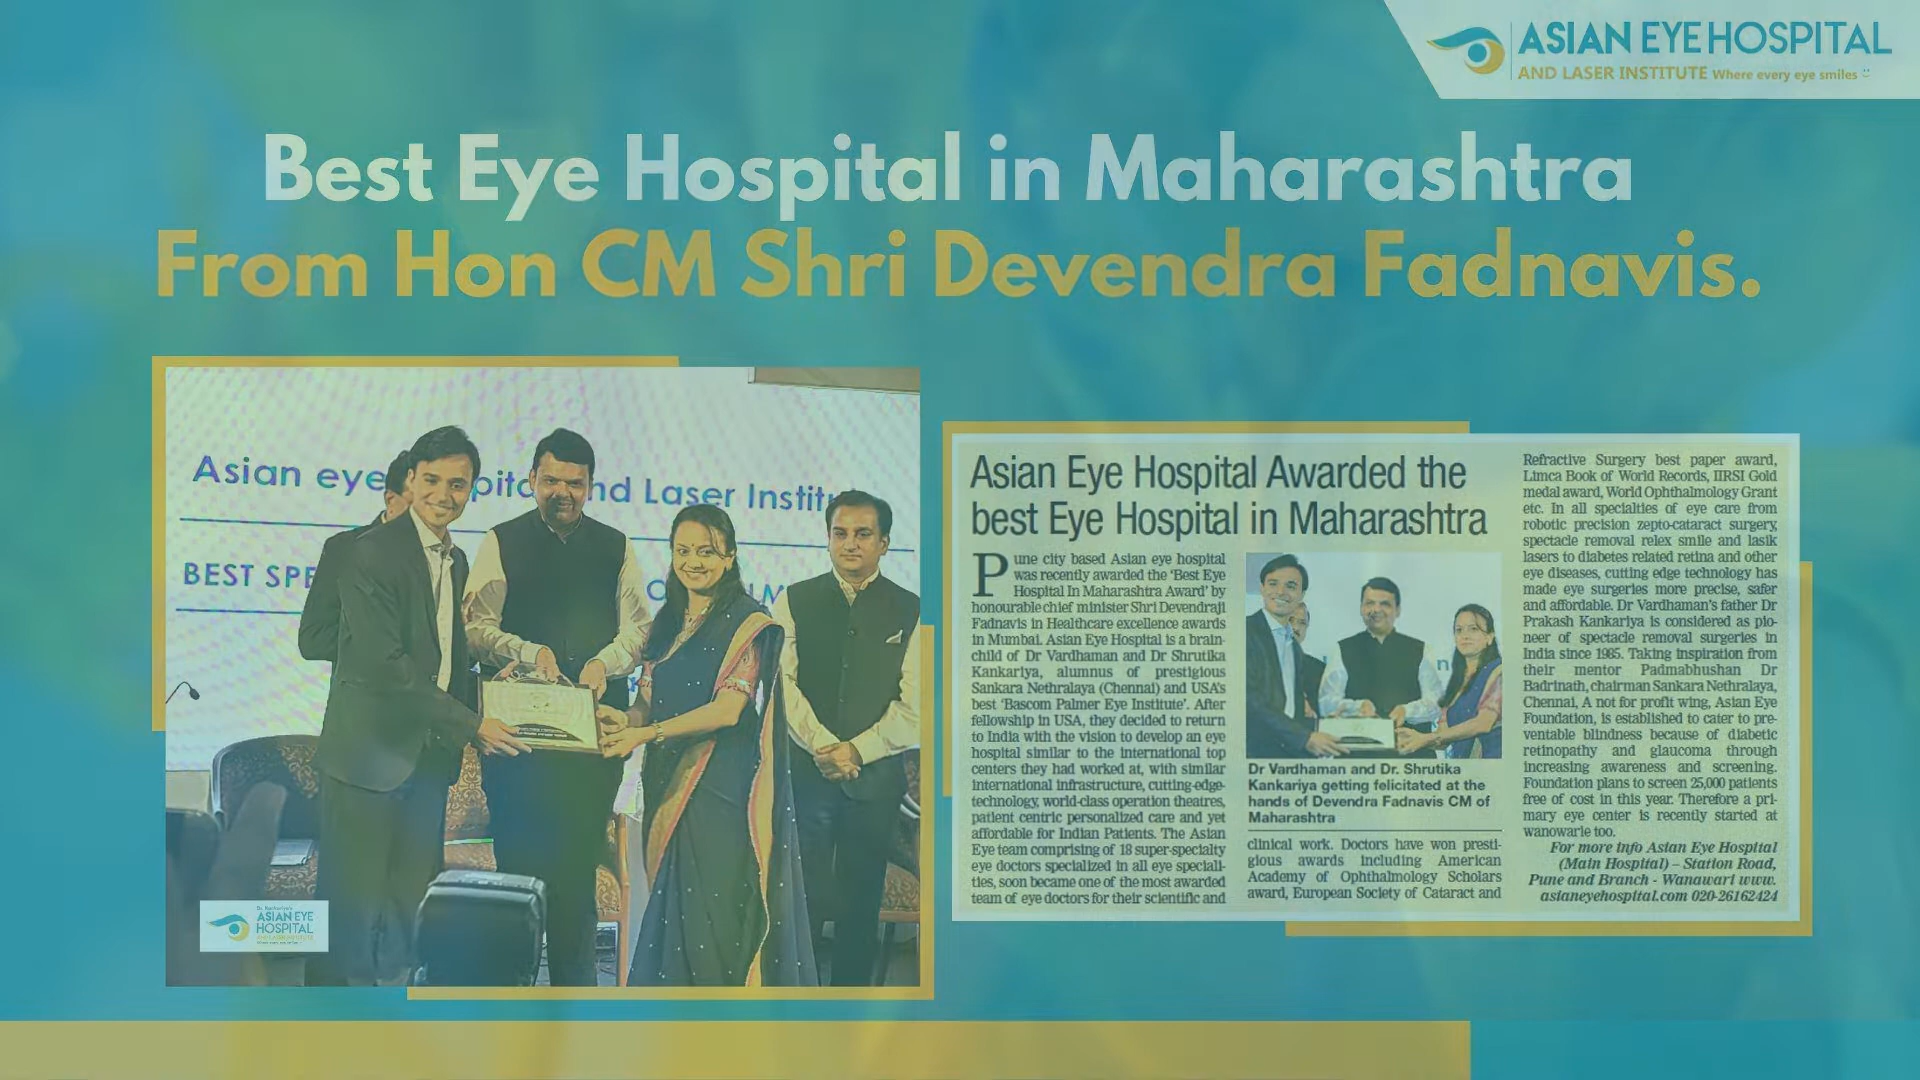 ASIAN EYE HOSPITAL
AND LASER INSTITUTE Where every eye smiles
Best Eye Hospital in Maharashtra
From Hon CM Shri Devendra Fadnavis.
Asian eye
nd Laser Instit
BEST SPE
ASIAN EYE
HOSPITAL
Asian Eye Hospital Awarded the
best Eye Hospital in Maharashtra
Pune city based Asian eye hospital
was recently awarded the 'Best Eye
Hospital In Maharashtra Award' by
honourable chief minister Shri Devendraji
Fadnavis in Healthcare excellence awards
in Mumbai. Asian Eye Hospital is a brain-
child of Dr Vardhaman and Dr Shrutika
Kankariya, alumnus of prestigious
Sankara Nethralaya (Chennai) and USA's
best 'Bascom Palmer Eye Institute'. After
fellowship in USA, they decided to return
to India with the vision to develop an eye
hospital similar to the international top
centers they had worked at, with similar
international infrastructure, cutting-edge-
technology, world-class operation theatres,
patient centric personalized care and yet
affordable for Indian Patients. The Asian
Eye team comprising of 18 super-specialty
eye doctors specialized in all eye speciali-
ties, soon became one of the most awarded
team of eye doctors for their scientific and
Dr Vardhaman and Dr. Shrutika
Kankariya getting felicitated at the
hands of Devendra Fadnavis CM of
Maharashtra
clinical work. Doctors have won presti-
gious awards including American
Academy of Ophthalmology Scholars
award, European Society of Cataract and
Refractive Surgery best paper award,
Limca Book of World Records, IIRSI Gold
medal award, World Ophthalmology Grant
etc. In all specialties of eye care from
robotic precision zepto-cataract surgery,
spectacle removal relex smile and lasik
lasers to diabetes related retina and other
eye diseases, cutting edge technology has
made eye surgeries more precise, safer
and affordable. Dr Vardhaman's father Dr
Prakash Kankariya is considered as pio-
neer of spectacle removal surgeries in
India since 1985. Taking inspiration from
their mentor Padmabhushan Dr
Badrinath, chairman Sankara Nethralaya,
Chennai, A not for profit wing, Asian Eye
Foundation, is established to cater to pre-
ventable blindness because of diabetic
retinopathy and glaucoma through
increasing awareness and screening.
Foundation plans to screen 25,000 patients
free of cost in this year. Therefore a pri-
mary eye center is recently started at
wanowarie too.
For more info Asian Eye Hospital
(Main Hospital) – Station Road,
Pune and Branch - Wanawari www.
asianeyehospital.com 020-26162424